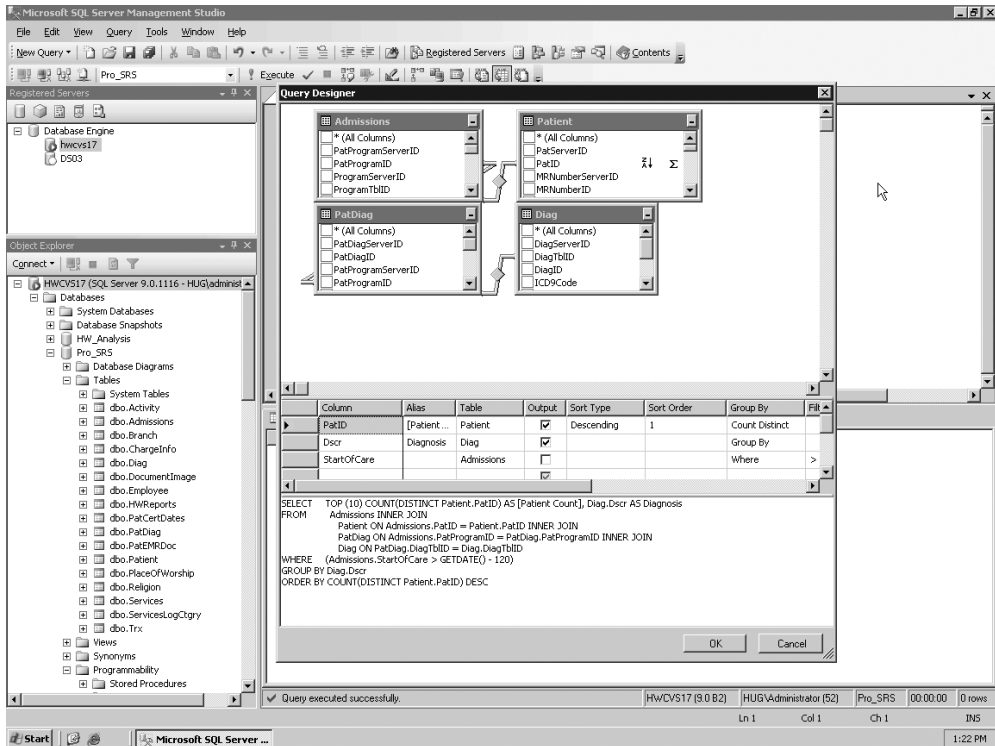 Microsoft SQL Server Management Studio
File Edit View Query Tools Window Help
New Query Registered Servers Contents
Pro_SRS Execute
Registered Servers
Database Engine
hwcvs17
DS03
Object Explorer
Connect
HWCVS17 (SQL Server 9.0.1116 - HUG\administ
Databases
System Databases
Database Snapshots
HW_Analysis
Pro_SRS
Database Diagrams
Tables
System Tables
dbo.Activity
dbo.Admissions
dbo.Branch
dbo.ChargeInfo
dbo.Diag
dbo.DocumentImage
dbo.Employee
dbo.HWReports
dbo.PatCertDates
dbo.PatDiag
dbo.PatEMRDoc
dbo.Patient
dbo.PlaceOfWorship
dbo.Religion
dbo.Services
dbo.ServicesLogCtgry
dbo.Trx
Views
Synonyms
Programmability
Stored Procedures
Query Designer
Admissions
* (All Columns)
PatProgramServerID
PatProgramID
ProgramServerID
ProgramTblID
Patient
* (All Columns)
PatServerID
PatID
MRNumberServerID
MRNumberID
PatDiag
* (All Columns)
PatDiagServerID
PatDiagID
PatProgramServerID
PatProgramID
Diag
* (All Columns)
DiagServerID
DiagTblID
DiagID
ICD9Code
Column Alias Table Output Sort Type Sort Order Group By Filt
PatID [Patient ... Patient Descending 1 Count Distinct
Dscr Diagnosis Diag Group By
StartOfCare Admissions Where >
SELECT TOP (10) COUNT(DISTINCT Patient.PatID) AS [Patient Count], Diag.Dscr AS Diagnosis
FROM Admissions INNER JOIN
Patient ON Admissions.PatID = Patient.PatID INNER JOIN
PatDiag ON Admissions.PatProgramID = PatDiag.PatProgramID INNER JOIN
Diag ON PatDiag.DiagTblID = Diag.DiagTblID
WHERE (Admissions.StartOfCare > GETDATE() - 120)
GROUP BY Diag.Dscr
ORDER BY COUNT(DISTINCT Patient.PatID) DESC
OK Cancel
Query executed successfully. HWCVS17 (9.0 B2) HUG\Administrator (52) Pro_SRS 00:00:00 0 rows
Ln 1 Col 1 Ch 1 INS
Start Microsoft SQL Server ... 1:22 PM